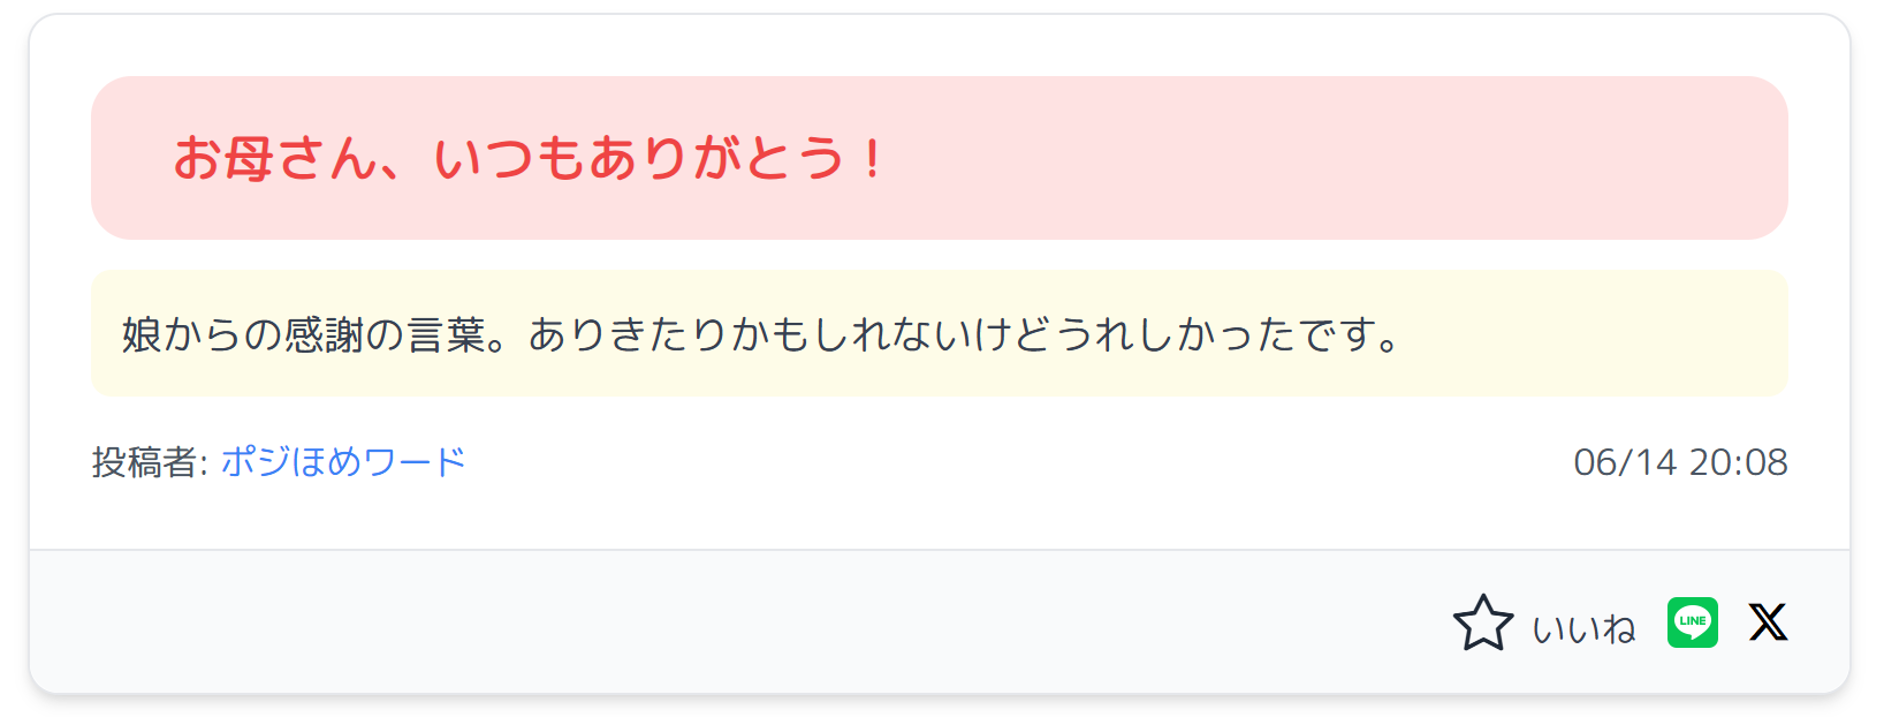 お母さん、いつもありがとう！
娘からの感謝の言葉。ありきたりかもしれないけどうれしかったです。
投稿者: ポジほめワード
06/14 20:08
いいね
LINE
X